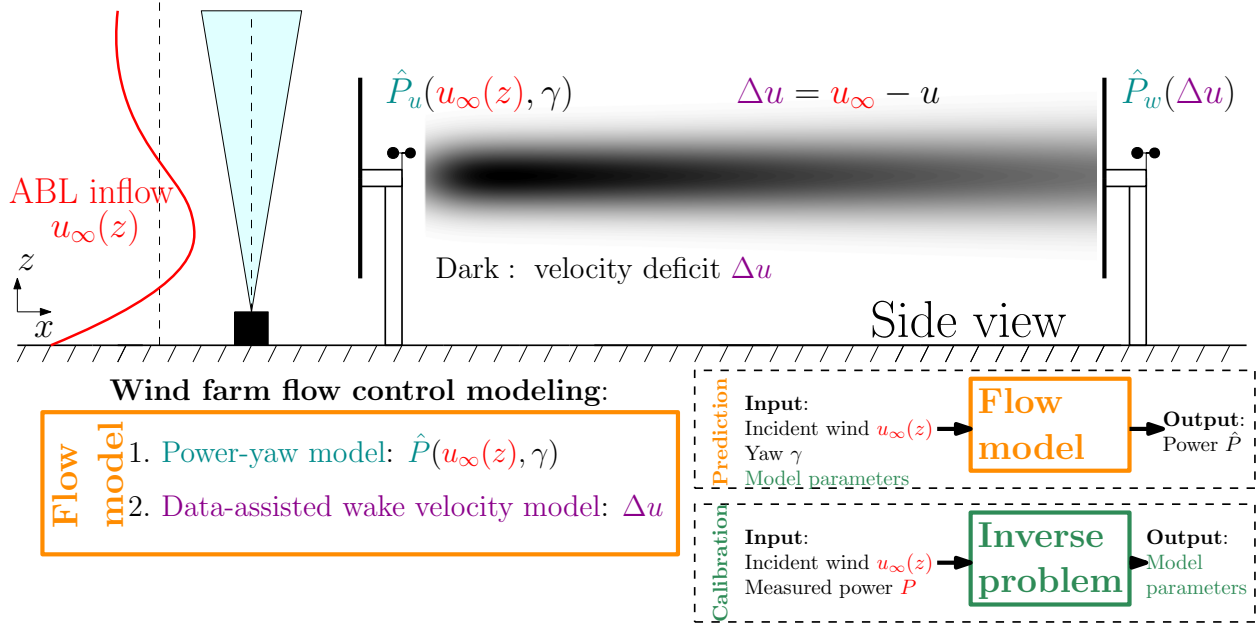 P̂_u(u_∞(z), γ)
Δu = u_∞ − u
P̂_w(Δu)
ABL inflow
u_∞(z)
z
x
Dark : velocity deficit Δu
Side view
Wind farm flow control modeling:
Flow
model
1. Power-yaw model: P̂(u_∞(z), γ)
2. Data-assisted wake velocity model: Δu
Prediction
Input:
Incident wind u_∞(z)
Yaw γ
Model parameters
Flow
model
Output:
Power P̂
Calibration
Input:
Incident wind u_∞(z)
Measured power P
Inverse
problem
Output:
Model
parameters